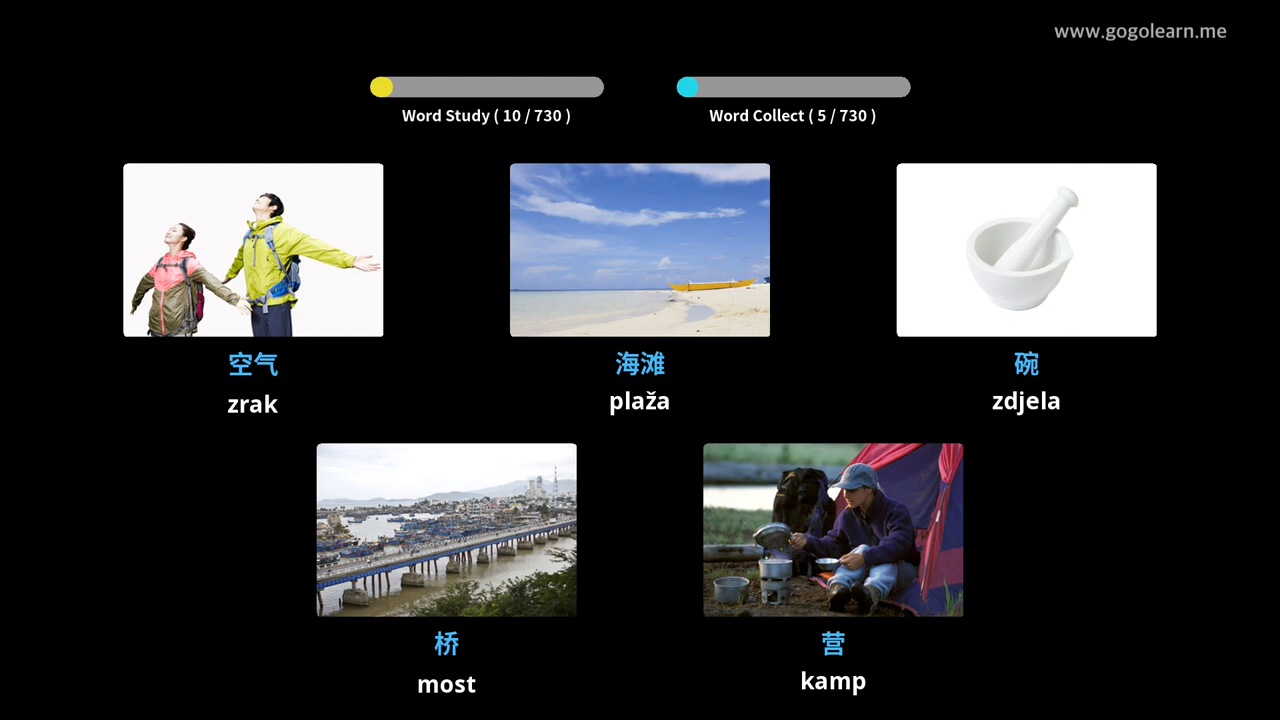 www.gogolearn.me
Word Study ( 10 / 730 )
Word Collect ( 5 / 730 )
空气
zrak
海滩
plaža
碗
zdjela
桥
most
营
kamp